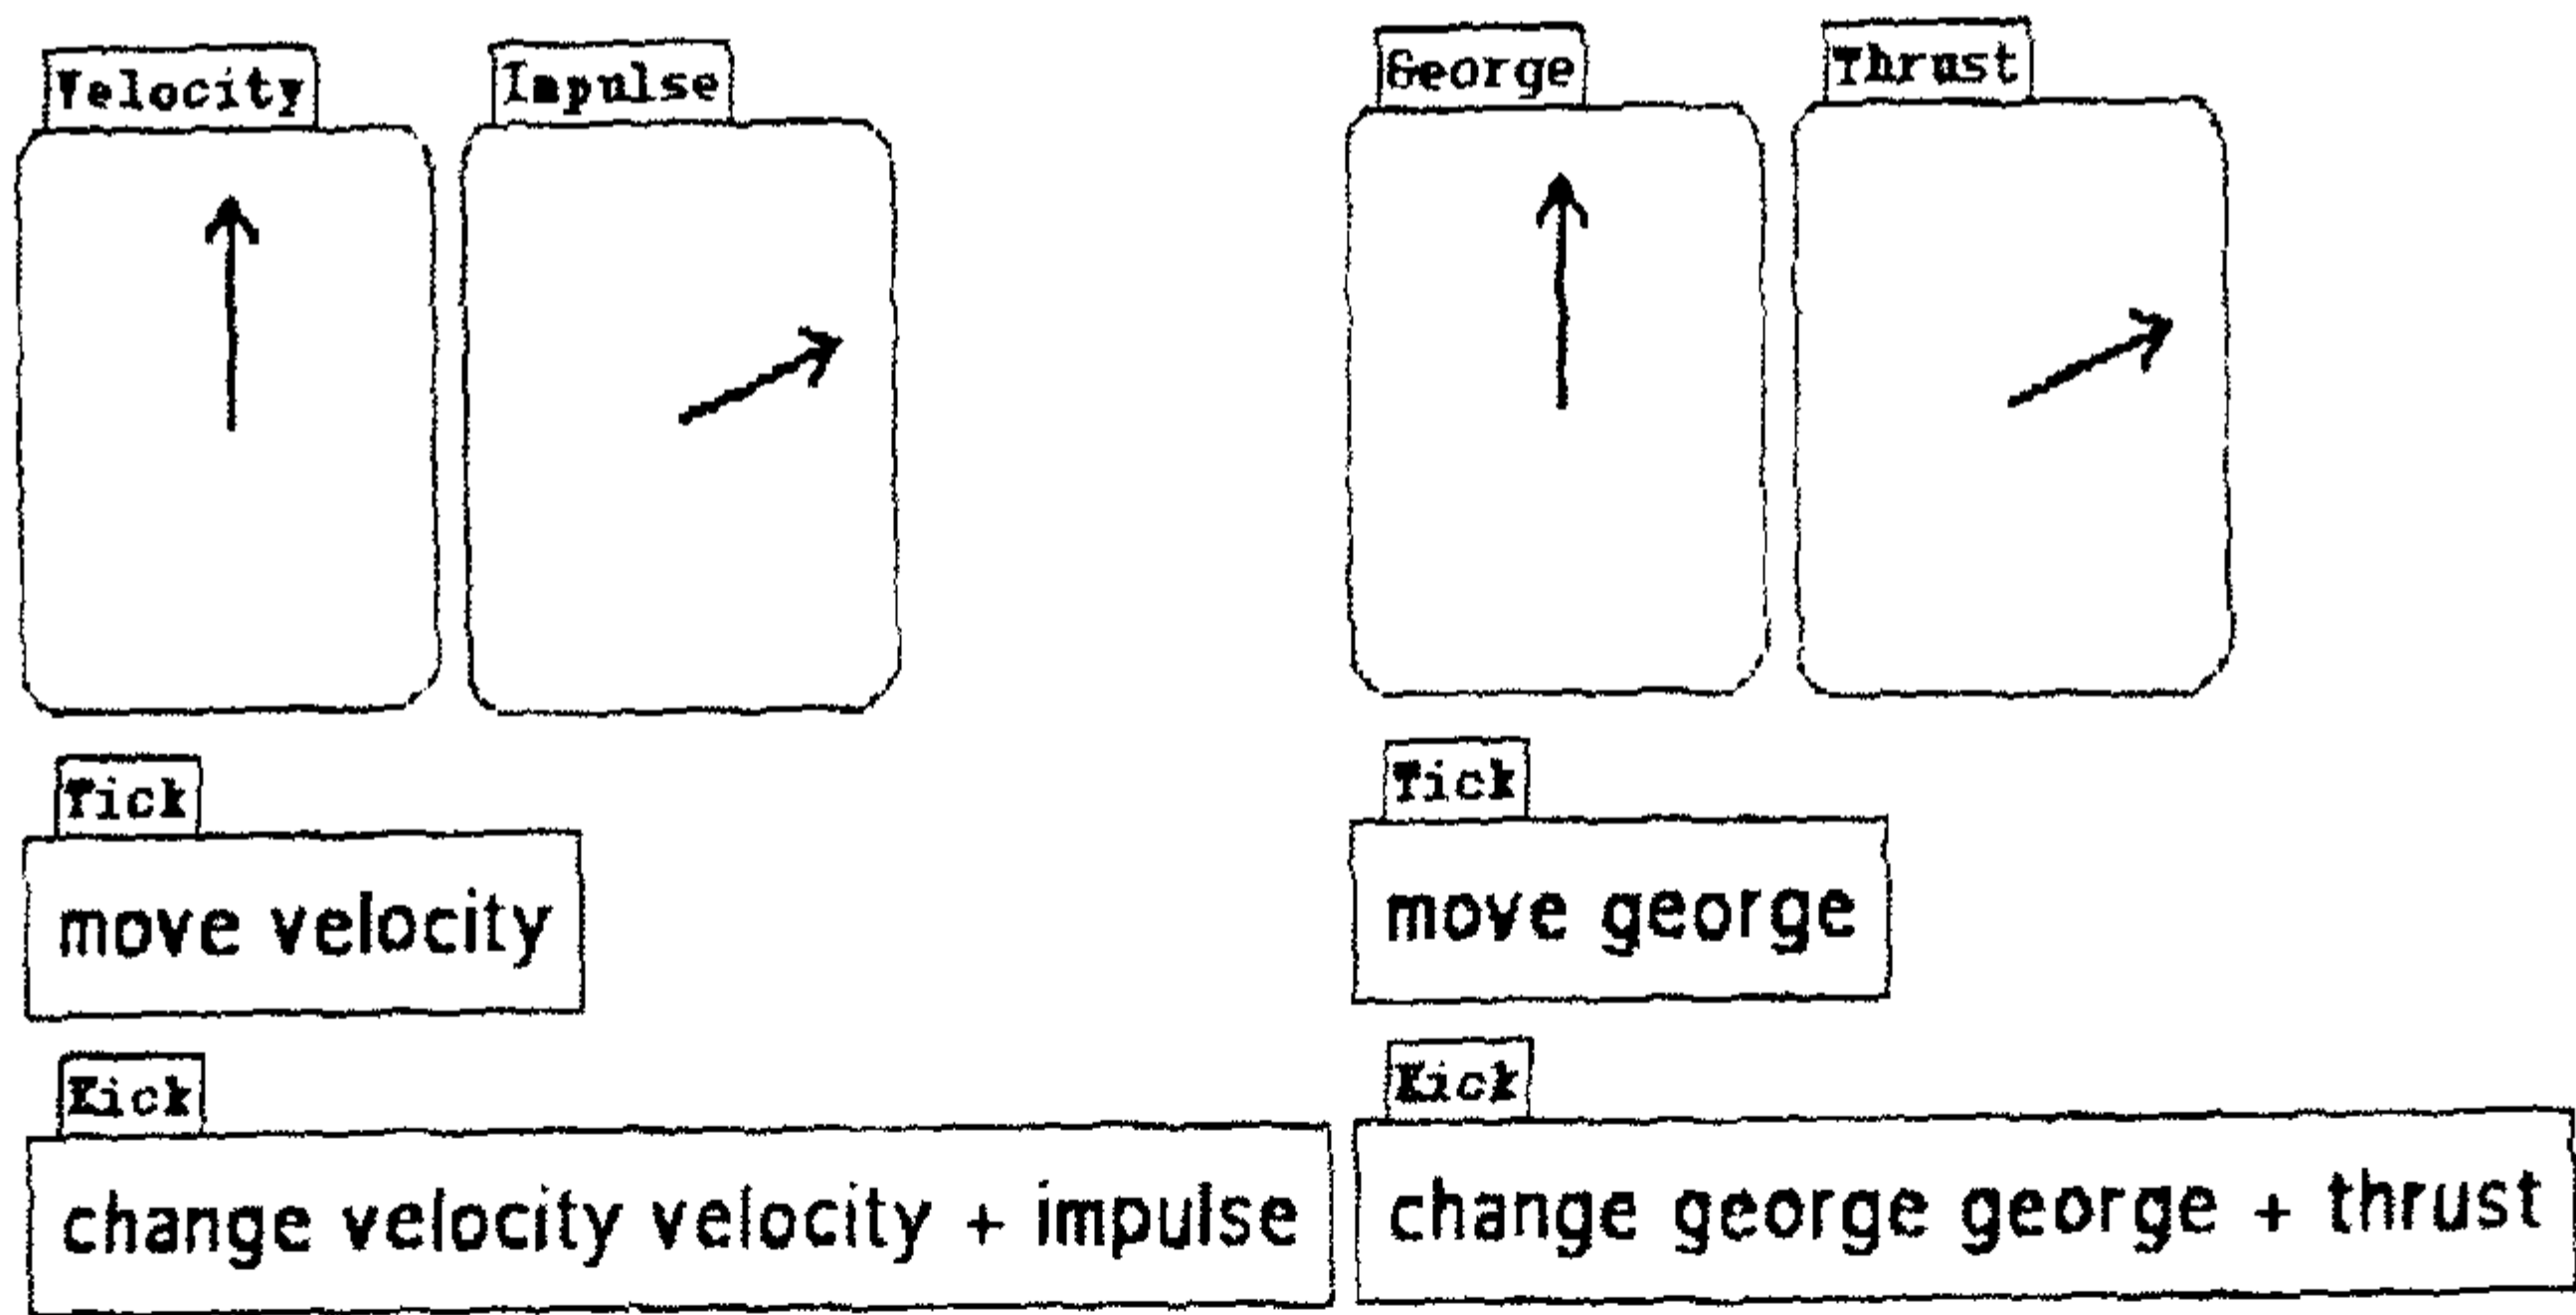 Velocity Impulse
Tick
move velocity
Kick
change velocity velocity + impulse
George Thrust
Tick
move george
Kick
change george george + thrust